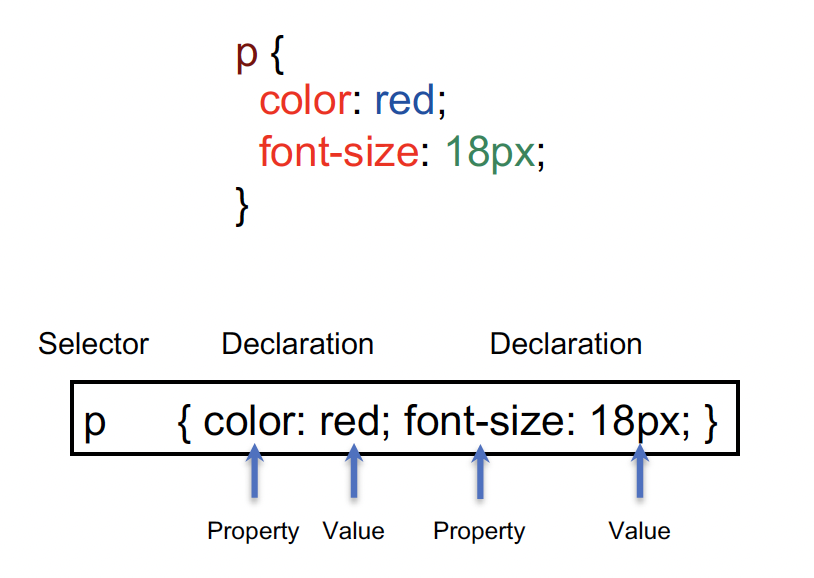 p {
color: red;
font-size: 18px;
}
Selector Declaration Declaration
p { color: red; font-size: 18px; }
Property Value Property Value